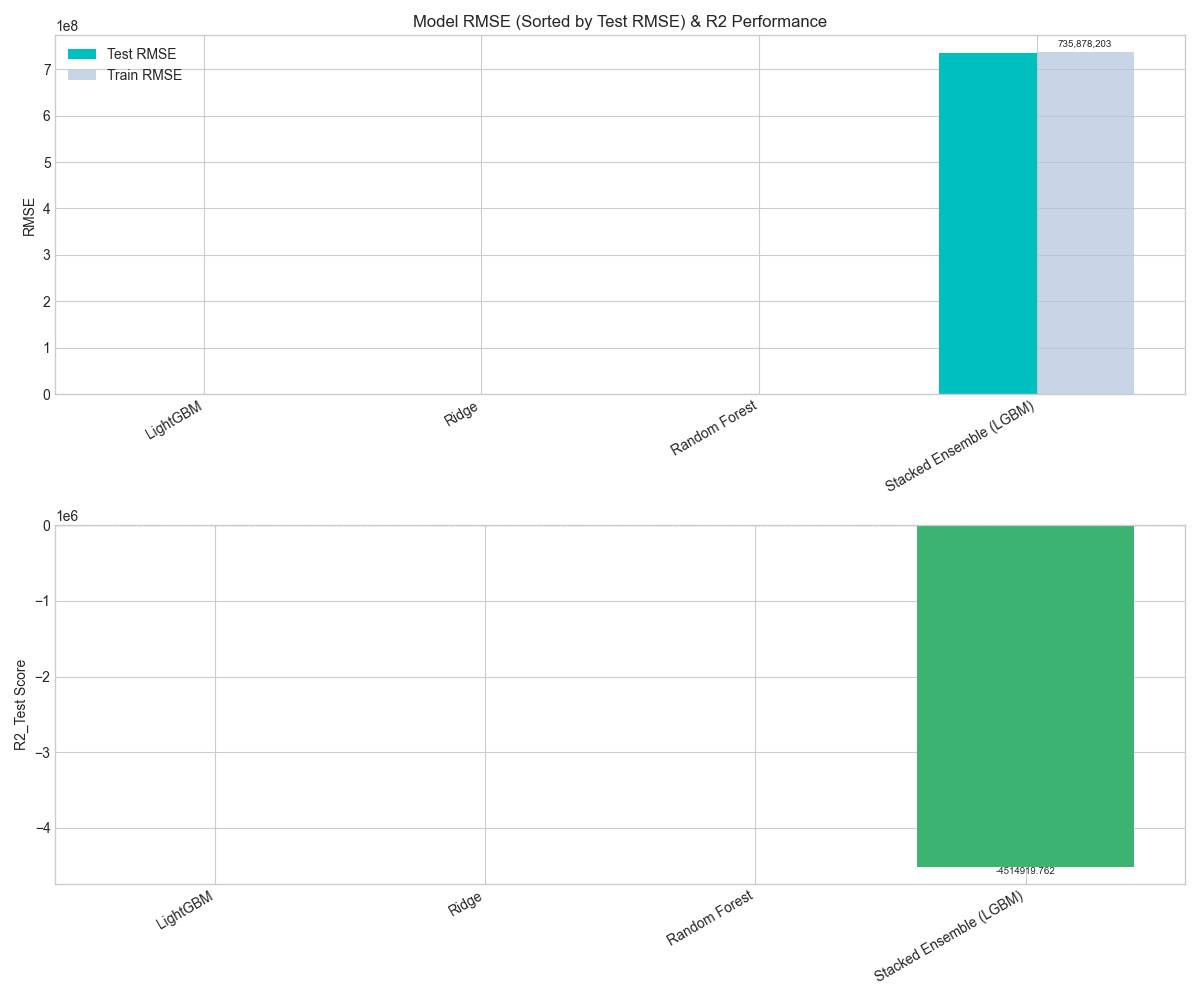 Model RMSE (Sorted by Test RMSE) & R2 Performance
1e8
735,878,203
Test RMSE
Train RMSE
7
6
5
4
3
2
1
0
RMSE
LightGBM
Ridge
Random Forest
Stacked Ensemble (LGBM)
1e6
0
−1
−2
−3
−4
R2_Test Score
-4514919.762
LightGBM
Ridge
Random Forest
Stacked Ensemble (LGBM)